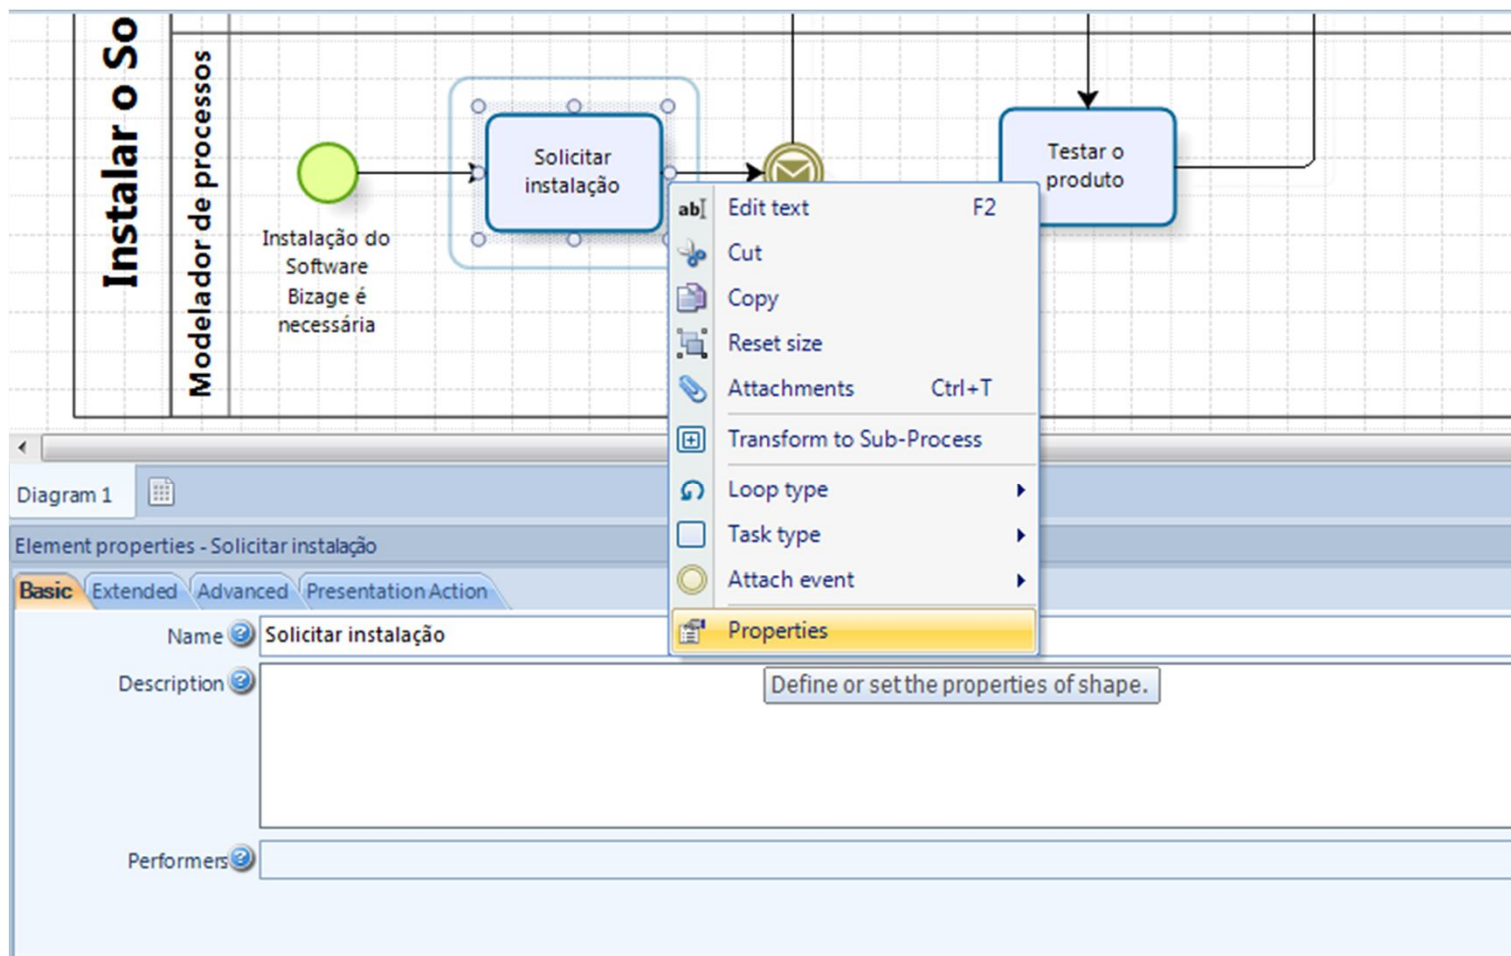 Instalar o So
Modelador de processos
Solicitar
instalação
Testar o
produto
Instalação do
Software
Bizage é
necessária
abI Edit text F2
Cut
Copy
Reset size
Attachments Ctrl+T
Transform to Sub-Process
Loop type
Task type
Attach event
Properties
Define or set the properties of shape.
Diagram 1
Element properties - Solicitar instalação
Basic Extended Advanced Presentation Action
Name ? Solicitar instalação
Description ?
Performers ?